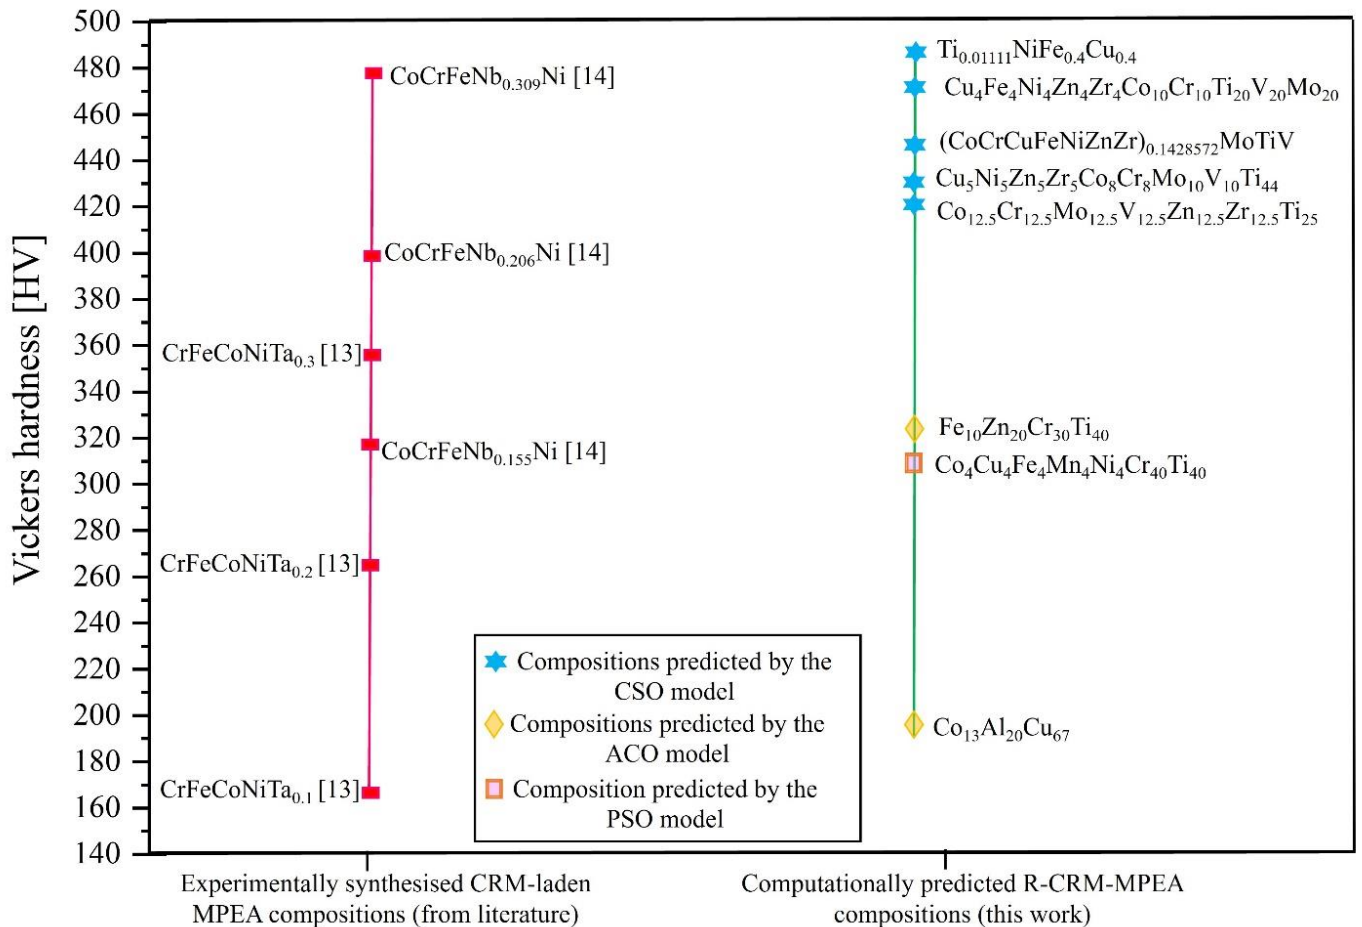 Vickers hardness [HV]
500
480
460
440
420
400
380
360
340
320
300
280
260
240
220
200
180
160
140
CoCrFeNb0.309Ni [14]
CoCrFeNb0.206Ni [14]
CrFeCoNiTa0.3 [13]
CoCrFeNb0.155Ni [14]
CrFeCoNiTa0.2 [13]
CrFeCoNiTa0.1 [13]
Ti0.01111NiFe0.4Cu0.4
Cu4Fe4Ni4Zn4Zr4Co10Cr10Ti20V20Mo20
(CoCrCuFeNiZnZr)0.1428572MoTiV
Cu5Ni5Zn5Zr5Co8Cr8Mo10V10Ti44
Co12.5Cr12.5Mo12.5V12.5Zn12.5Zr12.5Ti25
Fe10Zn20Cr30Ti40
Co4Cu4Fe4Mn4Ni4Cr40Ti40
Co13Al20Cu67
Compositions predicted by the
CSO model
Compositions predicted by the
ACO model
Composition predicted by the
PSO model
Experimentally synthesised CRM-laden
MPEA compositions (from literature)
Computationally predicted R-CRM-MPEA
compositions (this work)